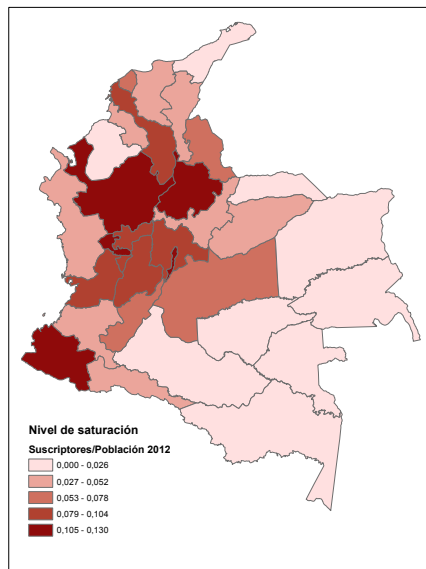 Nivel de saturación
Suscriptores/Población 2012
0,000 - 0,026
0,027 - 0,052
0,053 - 0,078
0,079 - 0,104
0,105 - 0,130